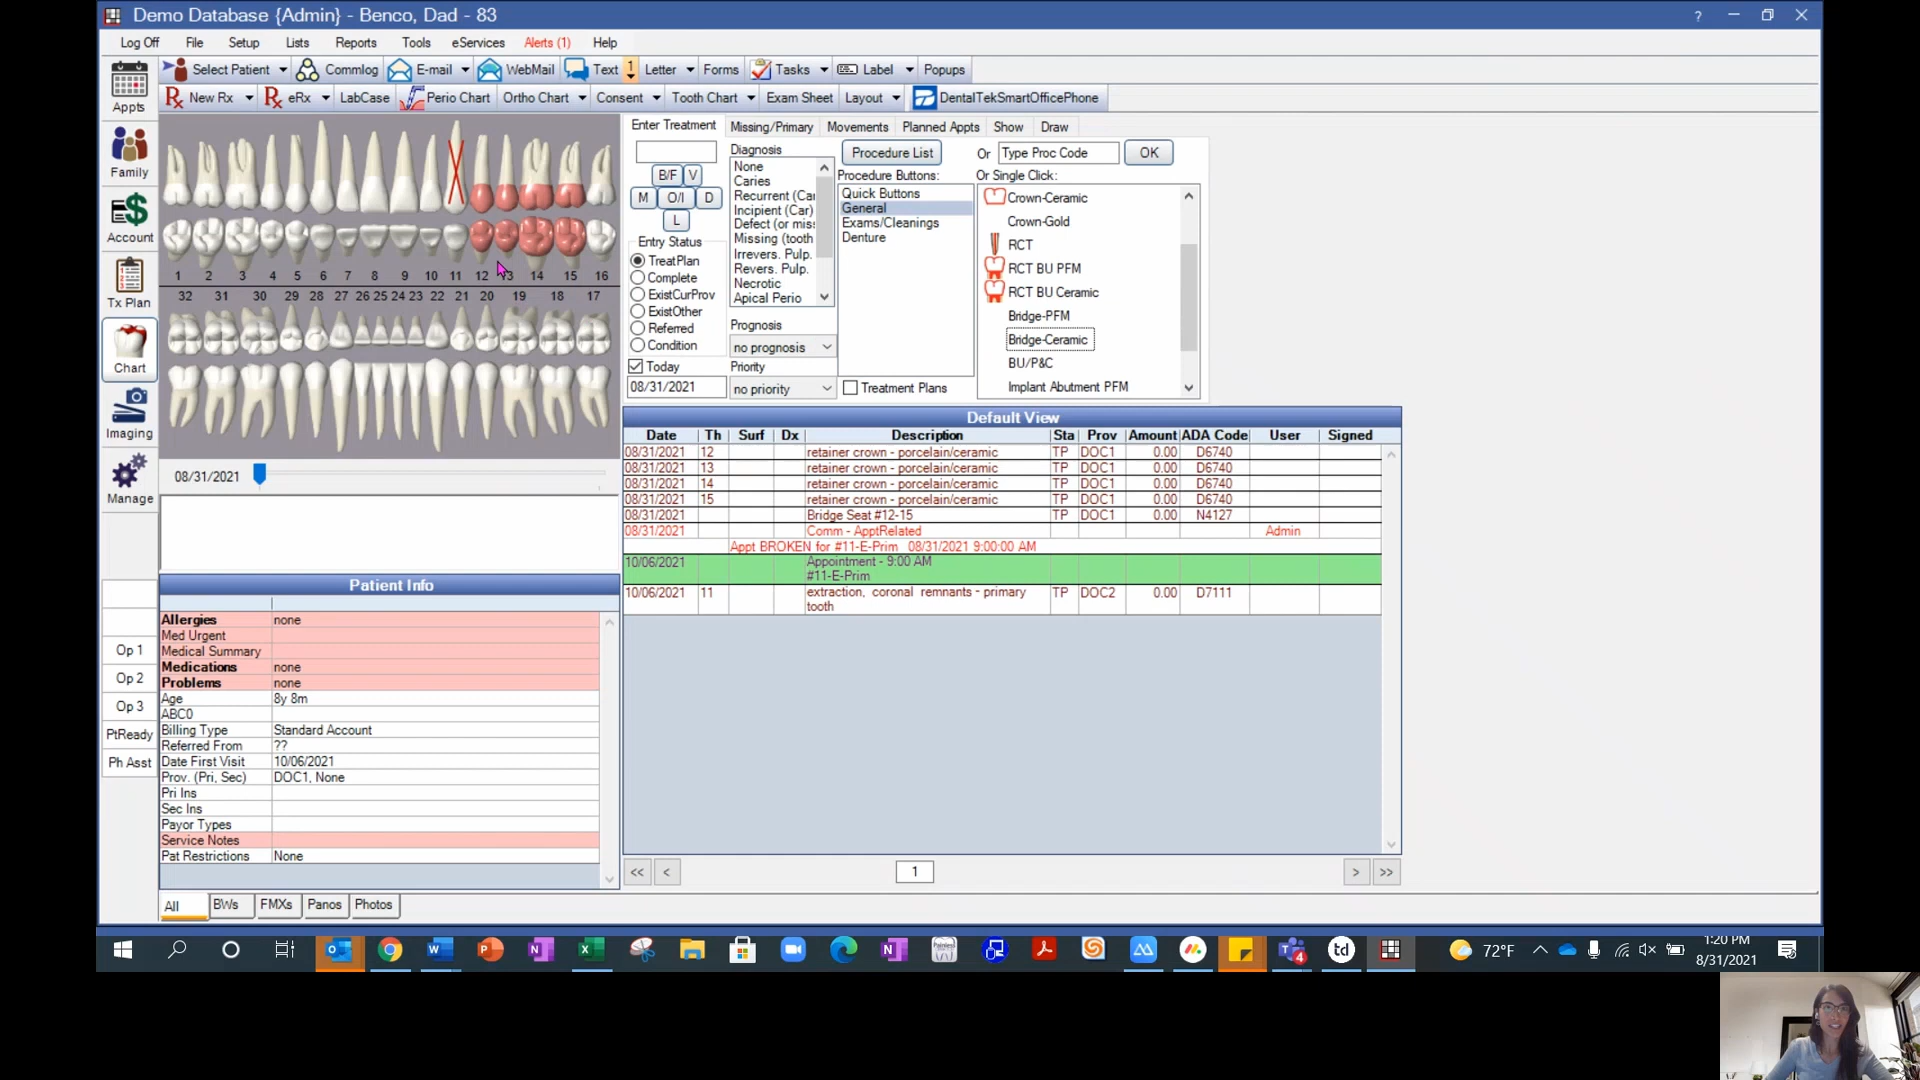 Demo Database {Admin} - Benco, Dad - 83
?
Log Off File Setup Lists Reports Tools eServices Alerts (1) Help
Appts
Family
Account
Tx Plan
Chart
Imaging
Manage
Select Patient Commlog E-mail WebMail Text 1 Letter Forms Tasks Label Popups
New Rx eRx LabCase Perio Chart Ortho Chart Consent Tooth Chart Exam Sheet Layout DentalTekSmartOfficePhone
1 2 3 4 5 6 7 8 9 10 11 12 13 14 15 16
32 31 30 29 28 27 26 25 24 23 22 21 20 19 18 17
08/31/2021
Enter Treatment Missing/Primary Movements Planned Appts Show Draw
B/F V
M O/I D
L
Entry Status
TreatPlan
Complete
ExistCurProv
ExistOther
Referred
Condition
Today
08/31/2021
Diagnosis
None
Caries
Recurrent (Car
Incipient (Car)
Defect (or miss
Missing (tooth
Irrevers. Pulp.
Revers. Pulp.
Necrotic
Apical Perio
Prognosis
no prognosis
Priority
no priority
Procedure List
Procedure Buttons:
Quick Buttons
General
Exams/Cleanings
Denture
Treatment Plans
Or Type Proc Code OK
Or Single Click:
Crown-Ceramic
Crown-Gold
RCT
RCT BU PFM
RCT BU Ceramic
Bridge-PFM
Bridge-Ceramic
BU/P&C
Implant Abutment PFM
Default View
Date Th Surf Dx Description Sta Prov Amount ADA Code User Signed
08/31/2021 12 retainer crown - porcelain/ceramic TP DOC1 0.00 D6740
08/31/2021 13 retainer crown - porcelain/ceramic TP DOC1 0.00 D6740
08/31/2021 14 retainer crown - porcelain/ceramic TP DOC1 0.00 D6740
08/31/2021 15 retainer crown - porcelain/ceramic TP DOC1 0.00 D6740
08/31/2021 Bridge Seat #12-15 TP DOC1 0.00 N4127
08/31/2021 Comm - ApptRelated Admin
Appt BROKEN for #11-E-Prim 08/31/2021 9:00:00 AM
10/06/2021 Appointment - 9:00 AM
#11-E-Prim
10/06/2021 11 extraction, coronal remnants - primary TP DOC2 0.00 D7111
tooth
<< < 1 > >>
Patient Info
Allergies none
Med Urgent
Medical Summary
Medications none
Problems none
Age 8y 8m
ABC0
Billing Type Standard Account
Referred From ??
Date First Visit 10/06/2021
Prov. (Pri, Sec) DOC1, None
Pri Ins
Sec Ins
Payor Types
Service Notes
Pat Restrictions None
Op 1
Op 2
Op 3
PtReady
Ph Asst
All BWs FMXs Panos Photos
4 td 72°F
1:20 PM
8/31/2021